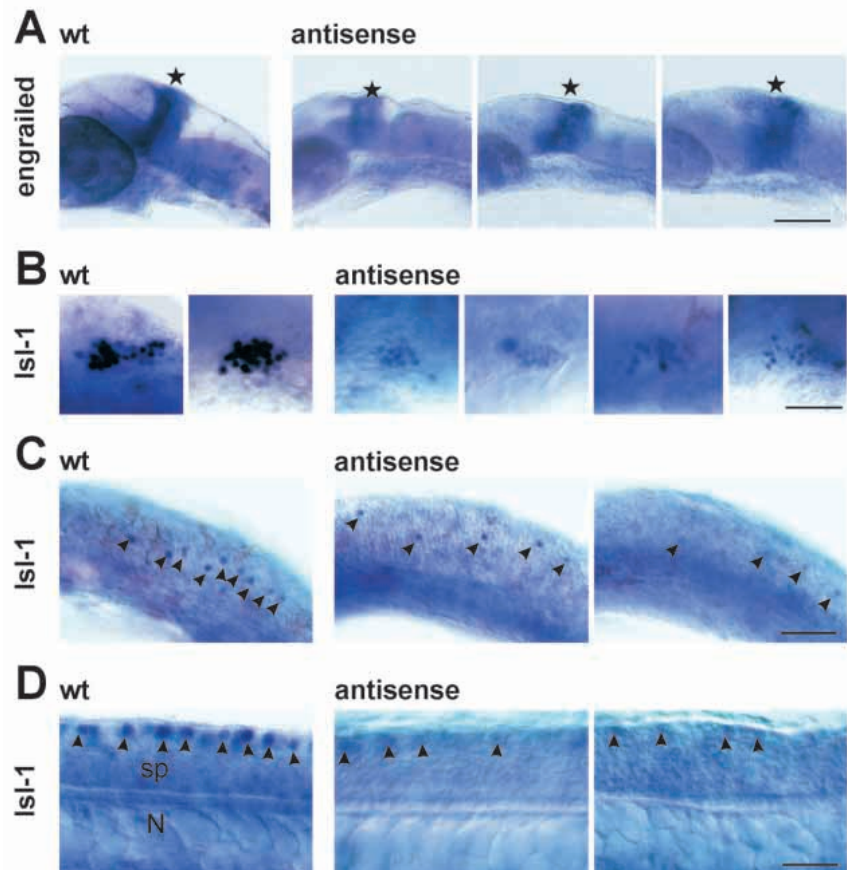 A wt antisense
engrailed
B wt antisense
Isl-1
C wt antisense
Isl-1
D wt antisense
Isl-1
sp
N